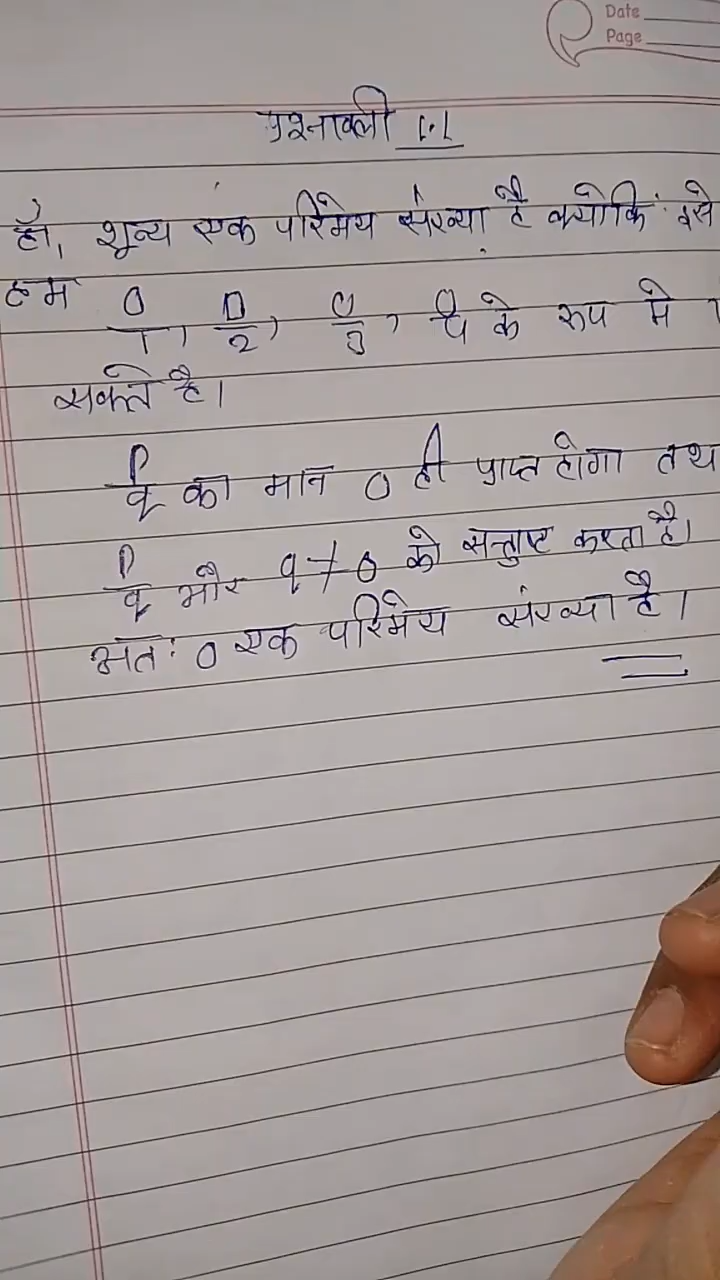 Date
Page
प्रश्नावली 1.1
हाँ, शून्य एक परिमेय संख्या है क्योकिं इसे
हम 0/1, 0/2, 0/3, के रूप मे
सकते है।
p/q का मान 0 ही प्राप्त होगा तथ
p/q और q ≠ 0 को सन्तुष्ट करता है।
अतः 0 एक परिमेय संख्या है।